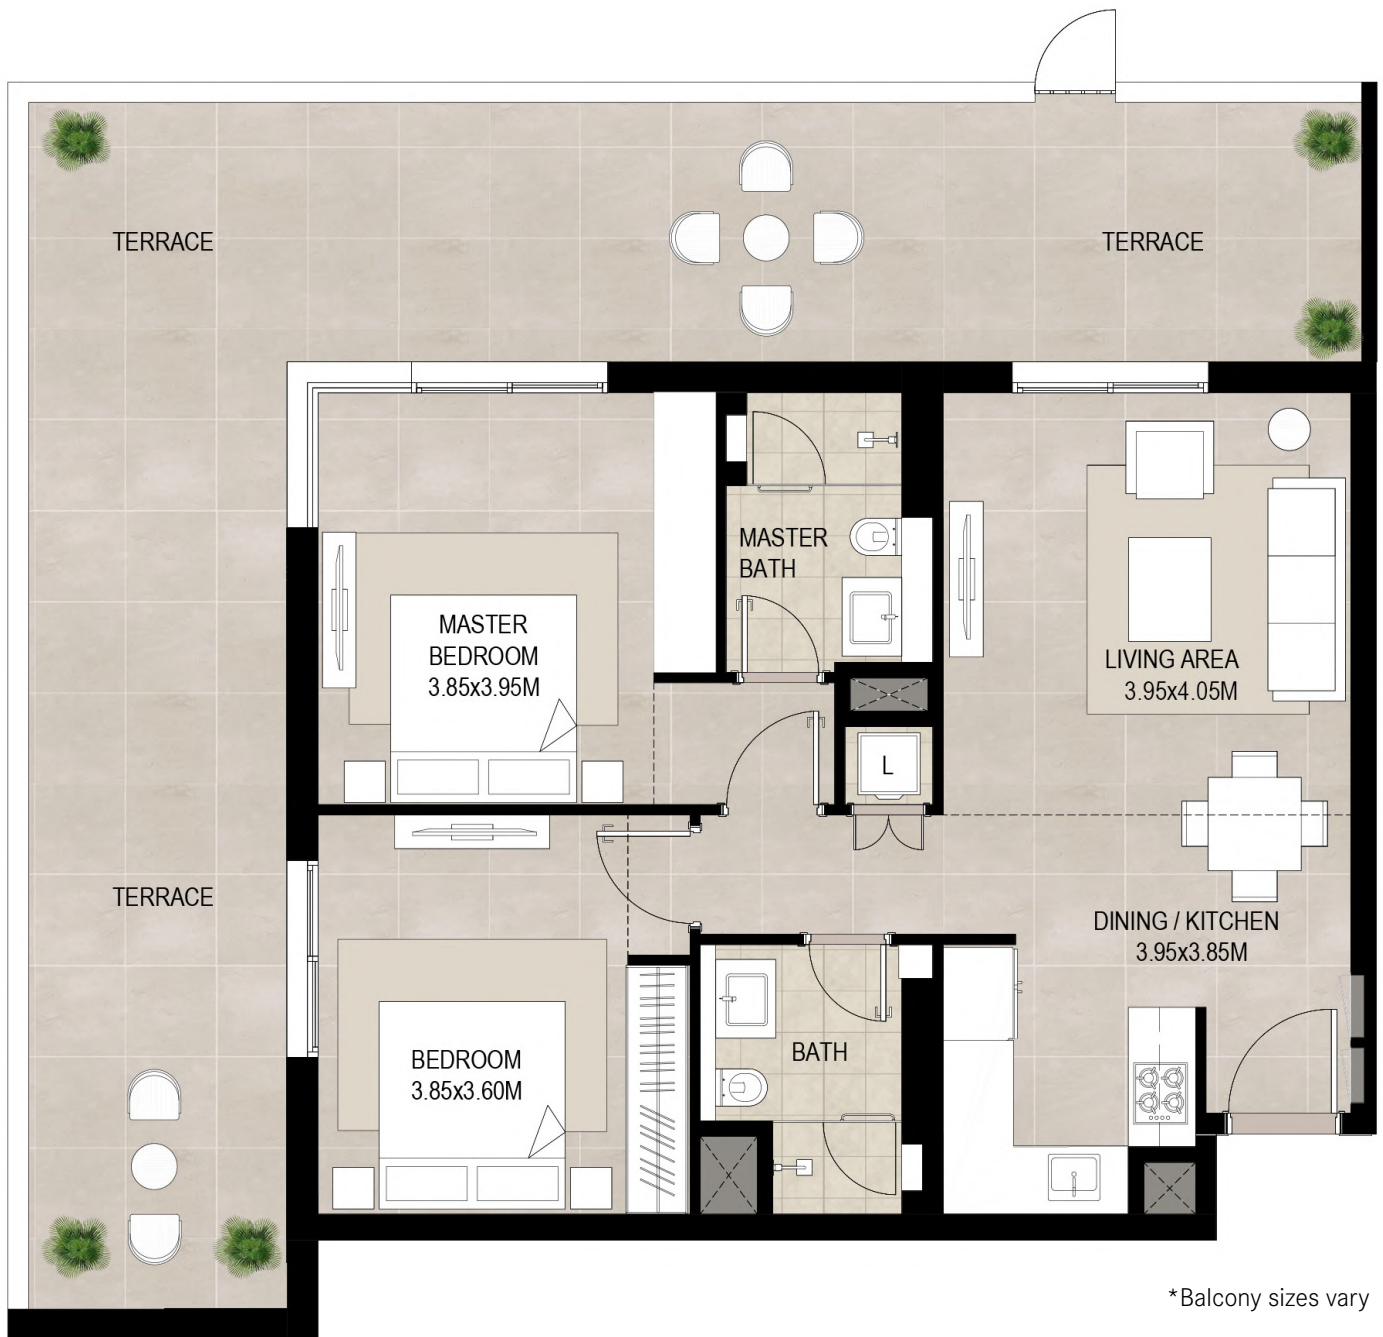 TERRACE
TERRACE
MASTER
BATH
MASTER
BEDROOM
3.85x3.95M
LIVING AREA
3.95x4.05M
L
TERRACE
DINING / KITCHEN
3.95x3.85M
BATH
BEDROOM
3.85x3.60M
*Balcony sizes vary